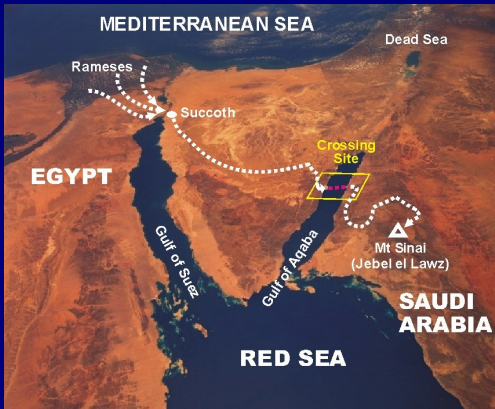 MEDITERRANEAN SEA
Dead Sea
Rameses
Succoth
Crossing
Site
EGYPT
Gulf of Suez
Gulf of Aqaba
Mt Sinai
(Jebel el Lawz)
SAUDI
ARABIA
RED SEA